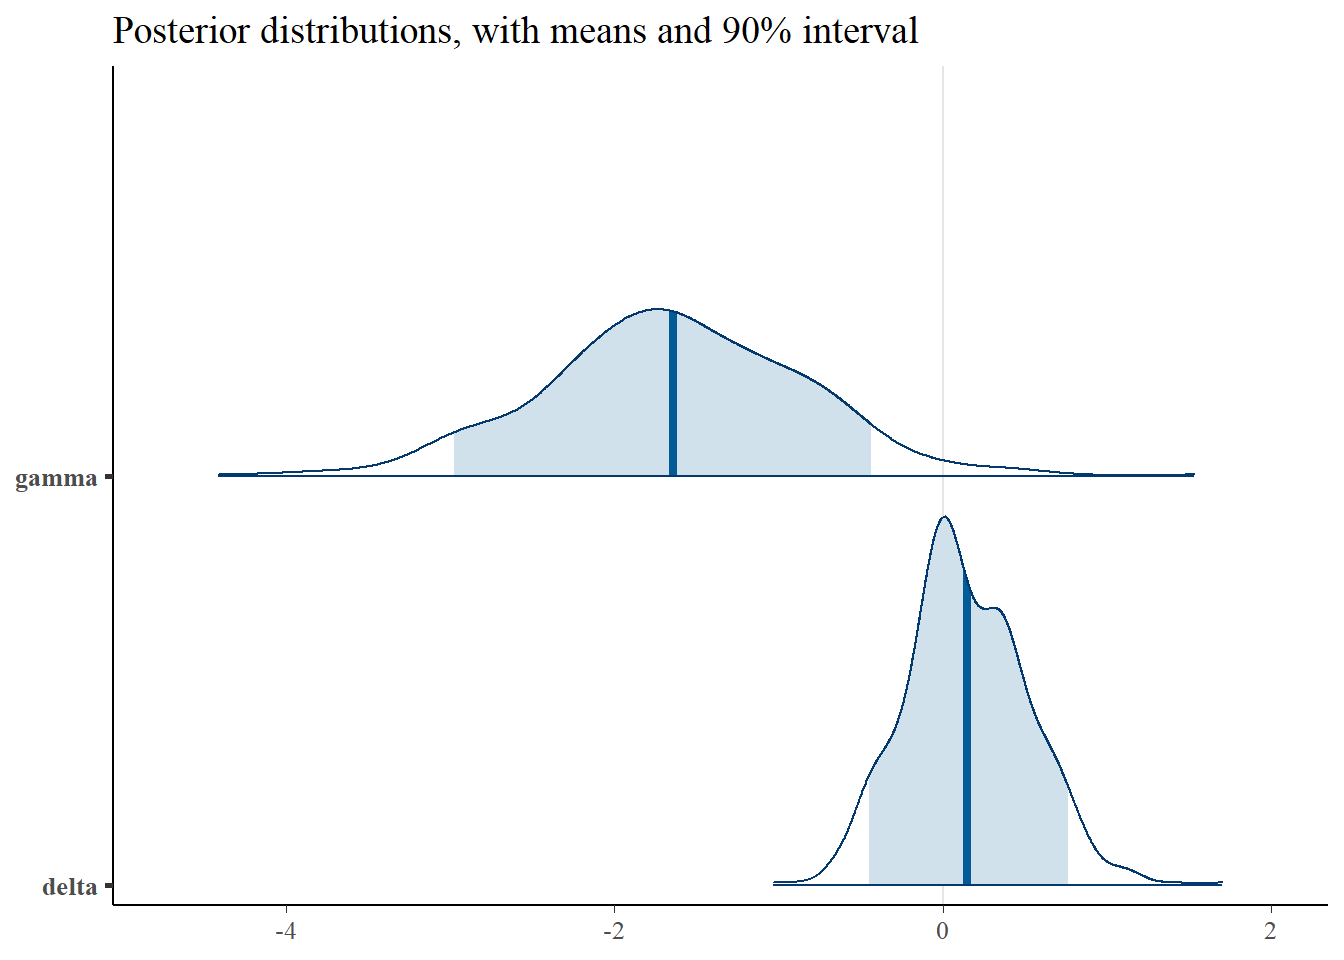 Posterior distributions, with means and 90% interval
gamma
delta
-4
-2
0
2